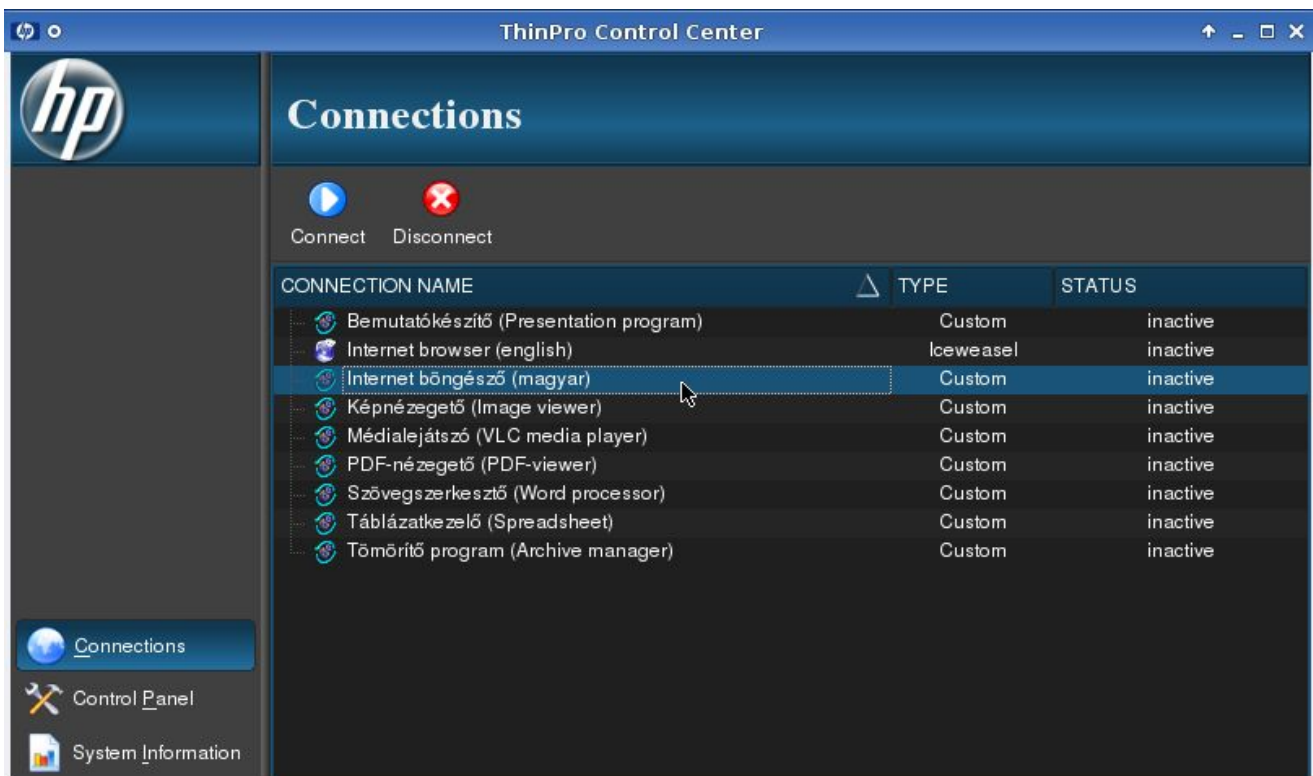 ThinPro Control Center
hp
Connections
Connect Disconnect
CONNECTION NAME TYPE STATUS
Bemutatókészítő (Presentation program) Custom inactive
Internet browser (english) Iceweasel inactive
Internet böngésző (magyar) Custom inactive
Képnézegető (Image viewer) Custom inactive
Médialejátszó (VLC media player) Custom inactive
PDF-nézegető (PDF-viewer) Custom inactive
Szövegszerkesztő (Word processor) Custom inactive
Táblázatkezelő (Spreadsheet) Custom inactive
Tömörítő program (Archive manager) Custom inactive
Connections
Control Panel
System Information